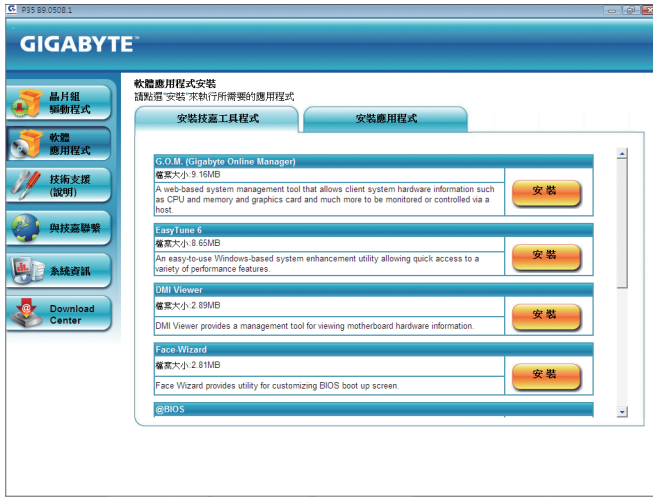 P35 B9.0508.1
GIGABYTE™
晶片組
驅動程式
軟體
應用程式
技術支援
(說明)
與技嘉聯繫
系統資訊
Download
Center
軟體應用程式安裝
請點選"安裝"來執行所需要的應用程式
安裝技嘉工具程式
安裝應用程式
G.O.M. (Gigabyte Online Manager)
檔案大小:9.16MB
A web-based system management tool that allows client system hardware information such
as CPU and memory and graphics card and much more to be monitored or controlled via a
host.
安裝
EasyTune 6
檔案大小:8.65MB
An easy-to-use Windows-based system enhancement utility allowing quick access to a
variety of performance features.
安裝
DMI Viewer
檔案大小:2.89MB
DMI Viewer provides a management tool for viewing motherboard hardware information.
安裝
Face-Wizard
檔案大小:2.81MB
Face Wizard provides utility for customizing BIOS boot up screen.
安裝
@BIOS